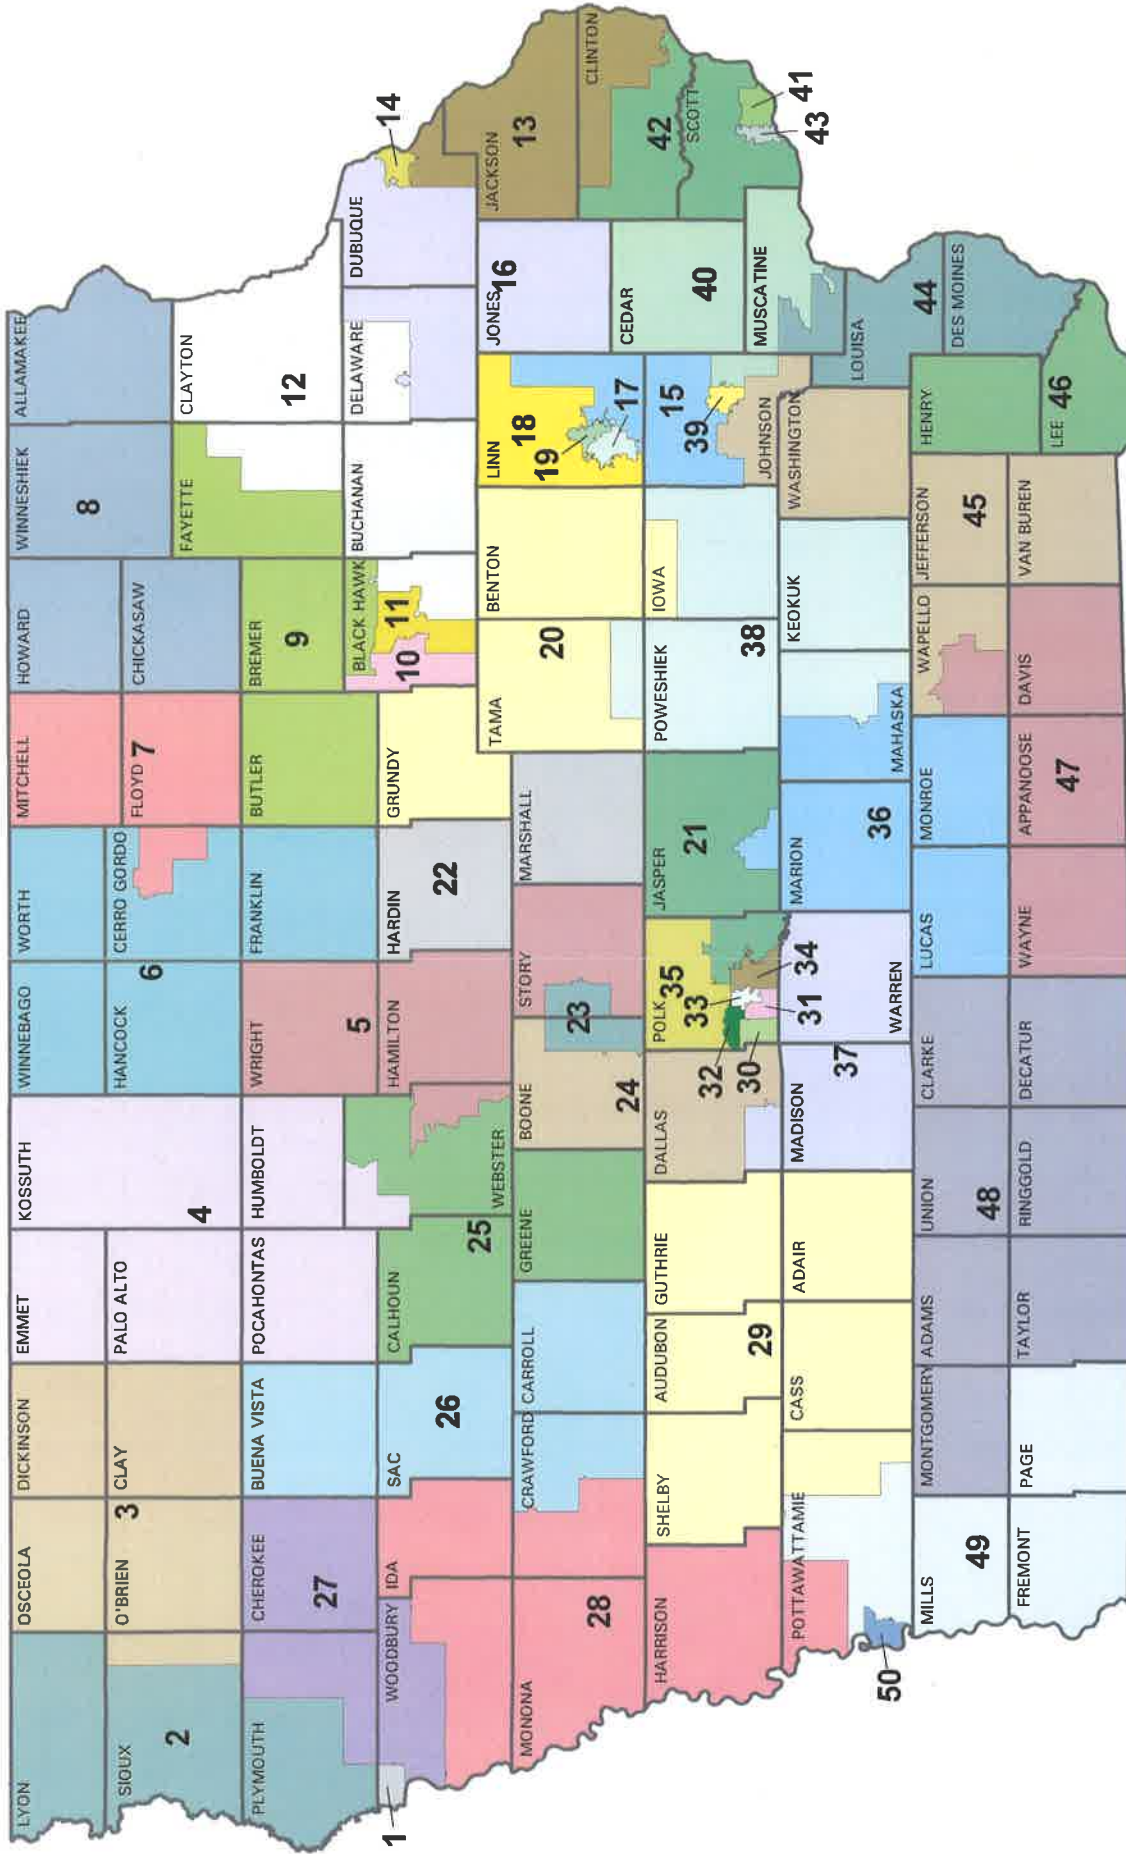 LYON
OSCEOLA
DICKINSON
EMMET
KOSSUTH
WINNEBAGO
WORTH
MITCHELL
HOWARD
WINNESHIEK
ALLAMAKEE
SIOUX
2
O'BRIEN
3
CLAY
PALO ALTO
4
HANCOCK
6
CERRO GORDO
FLOYD
7
CHICKASAW
8
CLAYTON
12
PLYMOUTH
CHEROKEE
27
BUENA VISTA
POCAHONTAS
HUMBOLDT
WRIGHT
5
FRANKLIN
BUTLER
BREMER
9
FAYETTE
1
WOODBURY
IDA
SAC
26
CALHOUN
25
WEBSTER
HAMILTON
HARDIN
22
GRUNDY
BLACK HAWK
10
11
BUCHANAN
DELAWARE
DUBUQUE
14
MONONA
28
CRAWFORD
CARROLL
GREENE
BOONE
24
23
STORY
MARSHALL
TAMA
20
BENTON
LINN
18
19
17
JONES
16
JACKSON
13
HARRISON
SHELBY
AUDUBON
29
GUTHRIE
DALLAS
POLK
35
33
32
30
31
34
JASPER
21
POWESHIEK
38
IOWA
15
39
JOHNSON
CEDAR
40
CLINTON
42
SCOTT
41
43
POTTAWATTAMIE
50
CASS
ADAIR
MADISON
37
WARREN
MARION
36
MAHASKA
KEOKUK
WASHINGTON
MUSCATINE
LOUISA
44
MILLS
49
MONTGOMERY
ADAMS
UNION
48
CLARKE
LUCAS
MONROE
WAPELLO
JEFFERSON
45
HENRY
DES MOINES
FREMONT
PAGE
TAYLOR
RINGGOLD
DECATUR
WAYNE
APPANOOSE
47
DAVIS
VAN BUREN
LEE
46